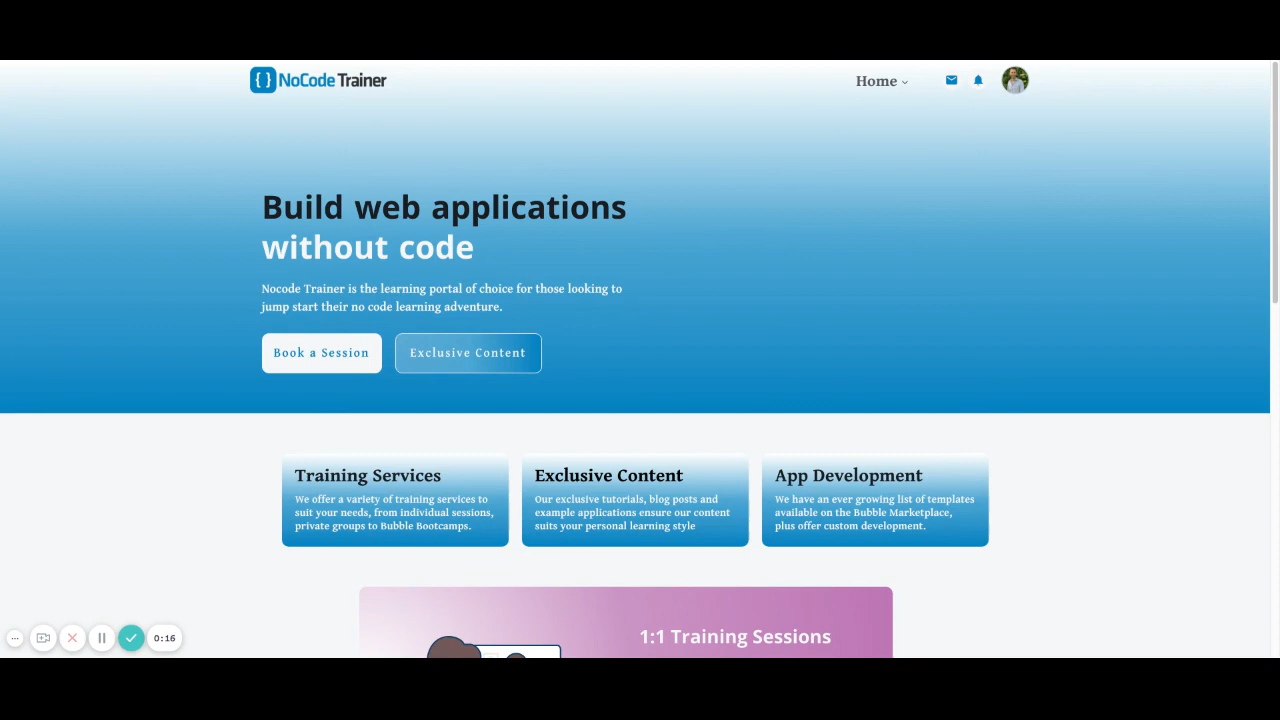 { } NoCode Trainer
Home
Build web applications
without code
Nocode Trainer is the learning portal of choice for those looking to
jump start their no code learning adventure.
Book a Session
Exclusive Content
Training Services
We offer a variety of training services to
suit your needs, from individual sessions,
private groups to Bubble Bootcamps.
Exclusive Content
Our exclusive tutorials, blog posts and
example applications ensure our content
suits your personal learning style
App Development
We have an ever growing list of templates
available on the Bubble Marketplace,
plus offer custom development.
1:1 Training Sessions
0:16